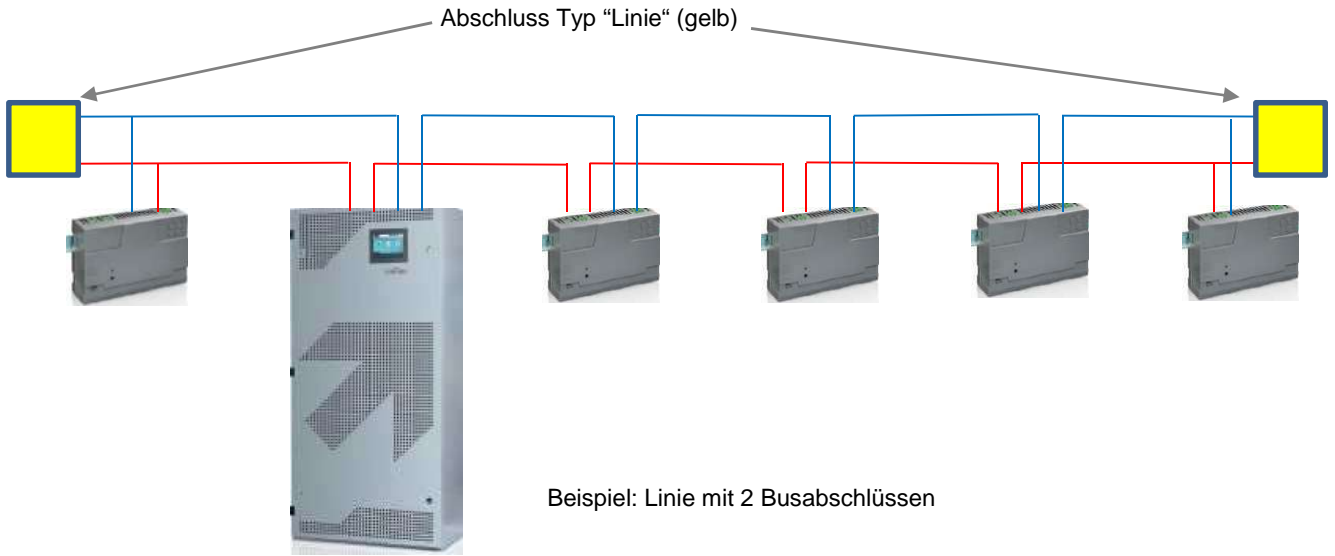 Abschluss Typ “Linie“ (gelb)
Beispiel: Linie mit 2 Busabschlüssen